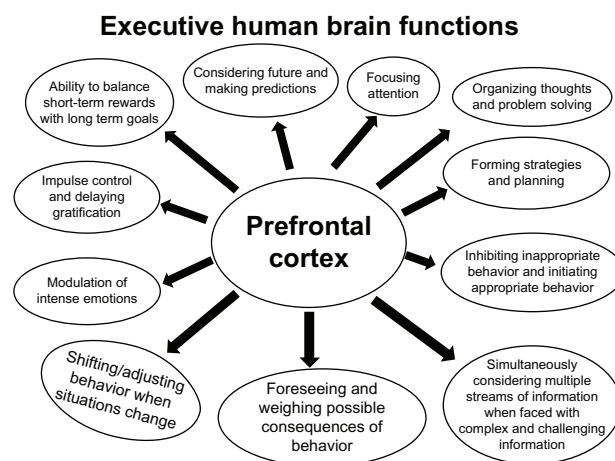 Executive human brain functions
Ability to balance
short-term rewards
with long term goals
Considering future and
making predictions
Focusing
attention
Organizing thoughts
and problem solving
Impulse control
and delaying
gratification
Forming strategies
and planning
Prefrontal
cortex
Modulation of
intense emotions
Inhibiting inappropriate
behavior and initiating
appropriate behavior
Shifting/adjusting
behavior when
situations change
Foreseeing and
weighing possible
consequences of
behavior
Simultaneously
considering multiple
streams of information
when faced with
complex and challenging
information